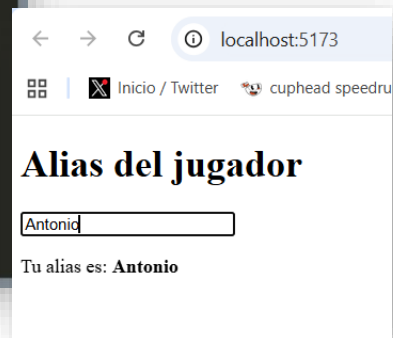 localhost:5173
Inicio / Twitter cuphead speedru
Alias del jugador
Antonio
Tu alias es: Antonio